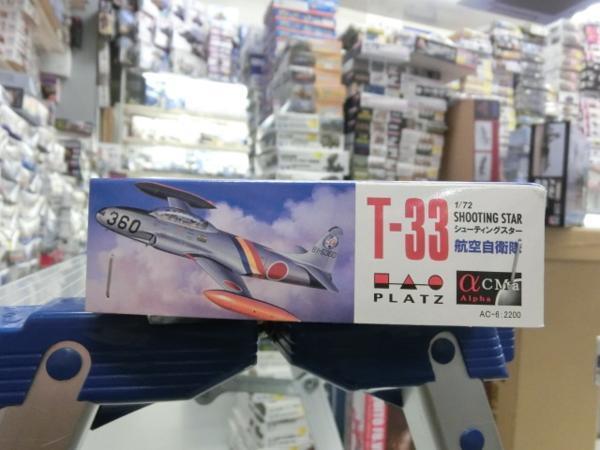 360
T-33
1/72
SHOOTING STAR
シューティングスター
航空自衛隊
PLATZ
αCMa
Alpha
AC-6:2200